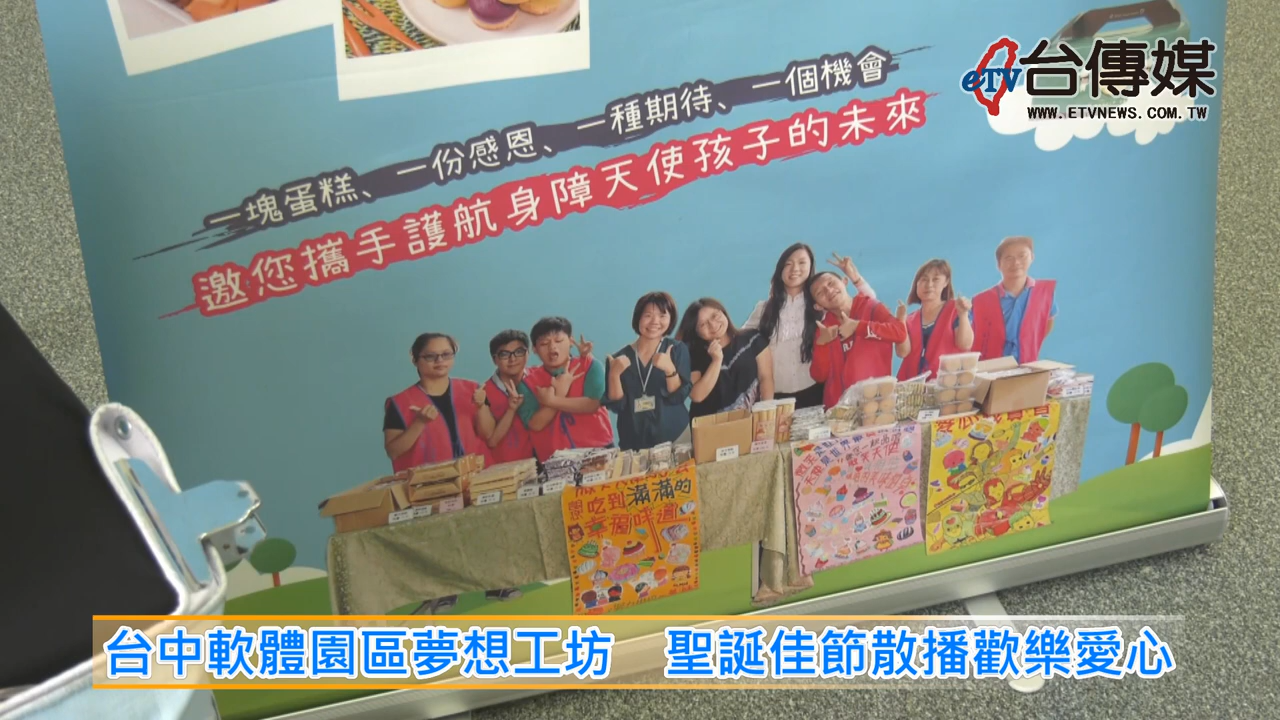 eTV台傳媒
WWW.ETVNEWS.COM.TW
一塊蛋糕、一份感恩、一種期待、一個機會
邀您攜手護航身障天使孩子的未來
吃到滿滿的
幸福味道
台中軟體園區夢想工坊 聖誕佳節散播歡樂愛心